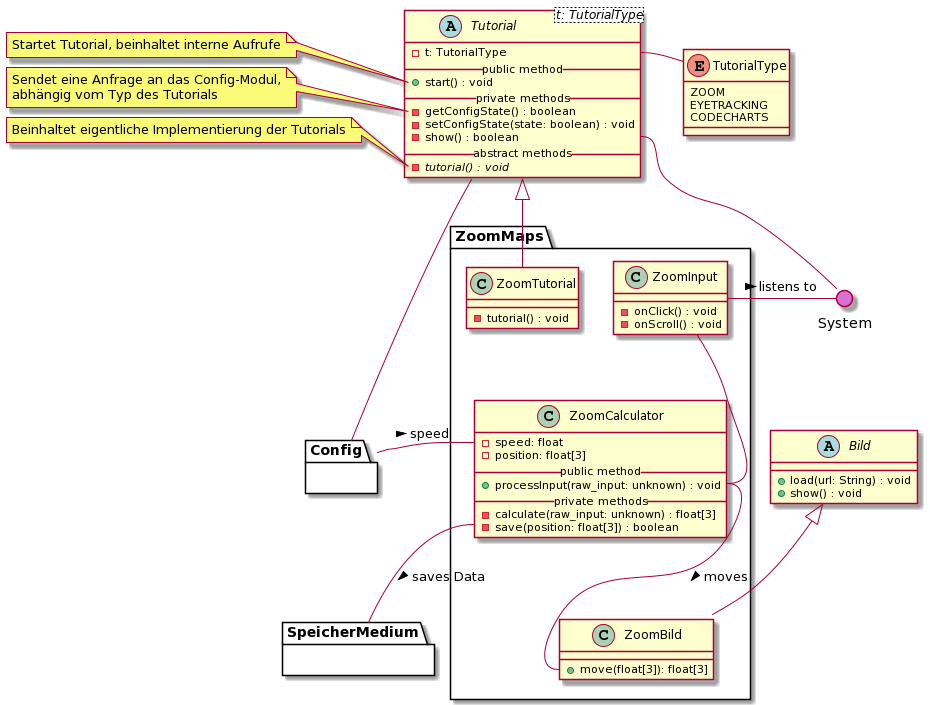 t: TutorialType
A Tutorial
t: TutorialType
public method
start() : void
private methods
getConfigState() : boolean
setConfigState(state: boolean) : void
show() : boolean
abstract methods
tutorial() : void
Startet Tutorial, beinhaltet interne Aufrufe
Sendet eine Anfrage an das Config-Modul,
abhängig vom Typ des Tutorials
Beinhaltet eigentliche Implementierung der Tutorials
E TutorialType
ZOOM
EYETRACKING
CODECHARTS
ZoomMaps
C ZoomTutorial
tutorial() : void
C ZoomInput
onClick() : void
onScroll() : void
listens to
System
Config
speed
C ZoomCalculator
speed: float
position: float[3]
public method
processInput(raw_input: unknown) : void
private methods
calculate(raw_input: unknown) : float[3]
save(position: float[3]) : boolean
A Bild
load(url: String) : void
show() : void
saves Data
moves
SpeicherMedium
C ZoomBild
move(float[3]): float[3]